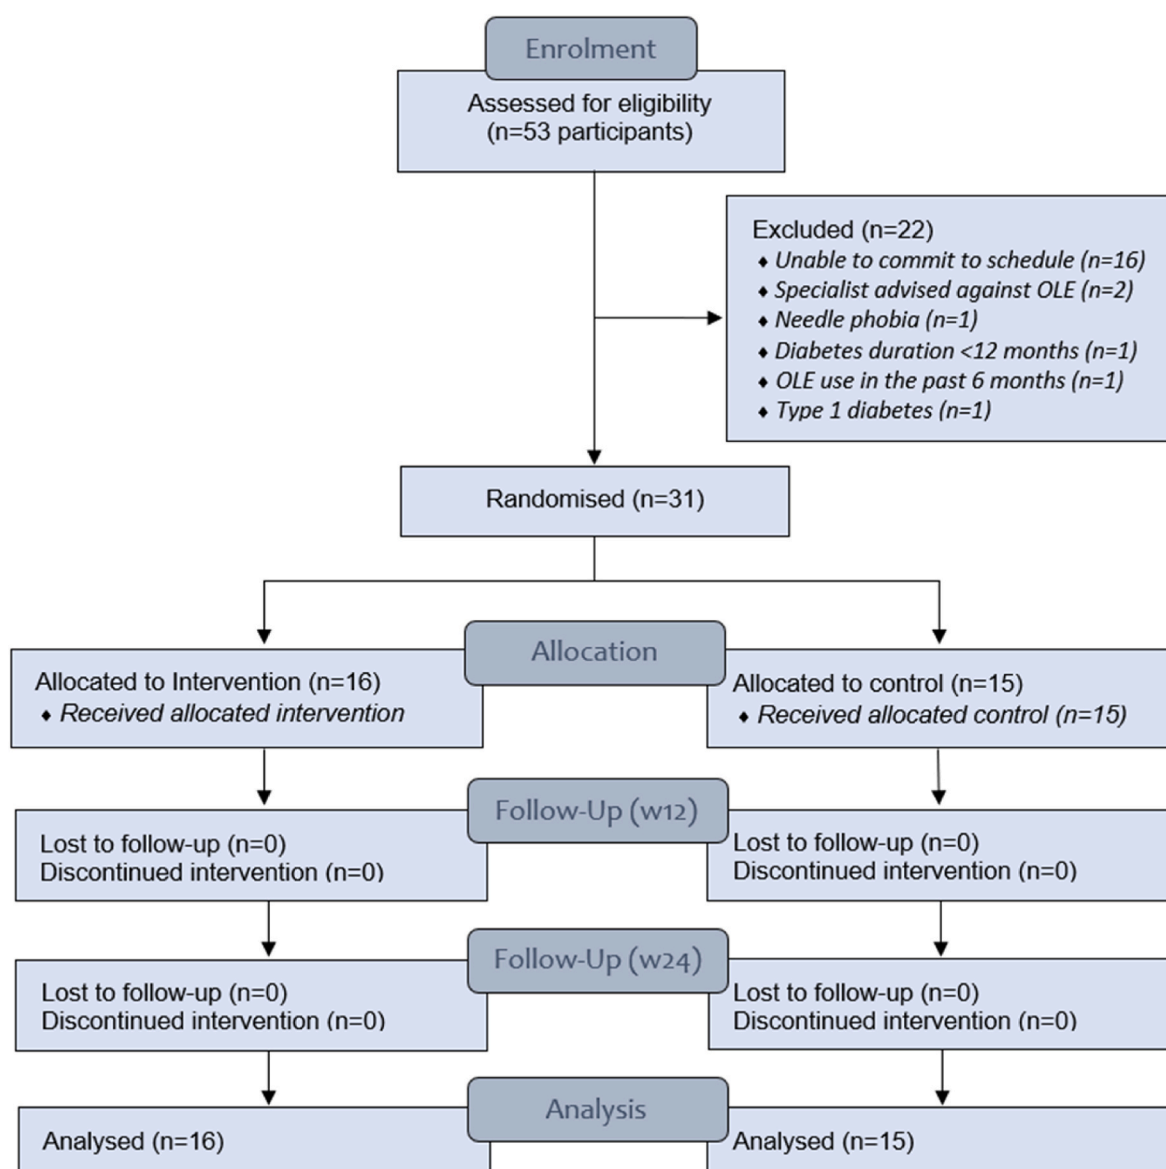 Enrolment
Assessed for eligibility
(n=53 participants)
Excluded (n=22)
♦ Unable to commit to schedule (n=16)
♦ Specialist advised against OLE (n=2)
♦ Needle phobia (n=1)
♦ Diabetes duration <12 months (n=1)
♦ OLE use in the past 6 months (n=1)
♦ Type 1 diabetes (n=1)
Randomised (n=31)
Allocation
Allocated to Intervention (n=16)
♦ Received allocated intervention
Allocated to control (n=15)
♦ Received allocated control (n=15)
Follow-Up (w12)
Lost to follow-up (n=0)
Discontinued intervention (n=0)
Lost to follow-up (n=0)
Discontinued intervention (n=0)
Follow-Up (w24)
Lost to follow-up (n=0)
Discontinued intervention (n=0)
Lost to follow-up (n=0)
Discontinued intervention (n=0)
Analysis
Analysed (n=16)
Analysed (n=15)